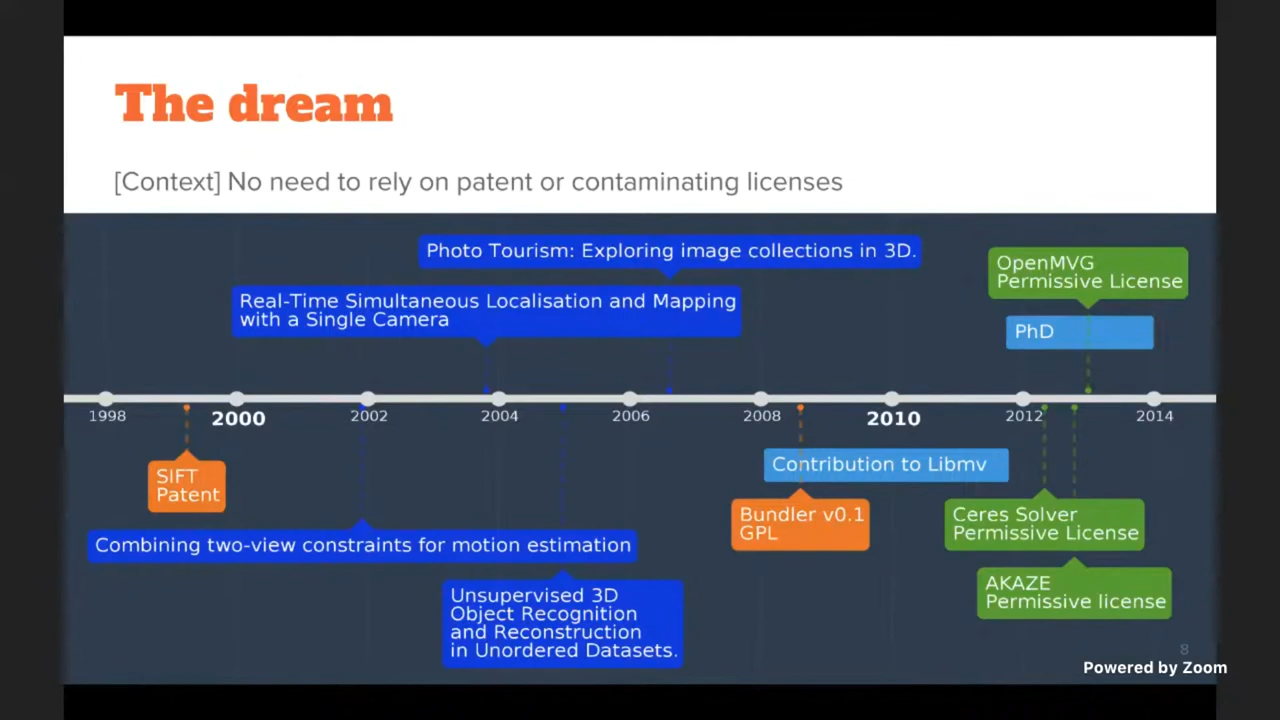 The dream
[Context] No need to rely on patent or contaminating licenses
Photo Tourism: Exploring image collections in 3D.
OpenMVG
Permissive License
Real-Time Simultaneous Localisation and Mapping
with a Single Camera
PhD
1998
2000
2002
2004
2006
2008
2010
2012
2014
SIFT
Patent
Contribution to Libmv
Bundler v0.1
GPL
Ceres Solver
Permissive License
Combining two-view constraints for motion estimation
AKAZE
Permissive license
Unsupervised 3D
Object Recognition
and Reconstruction
in Unordered Datasets.
8
Powered by Zoom